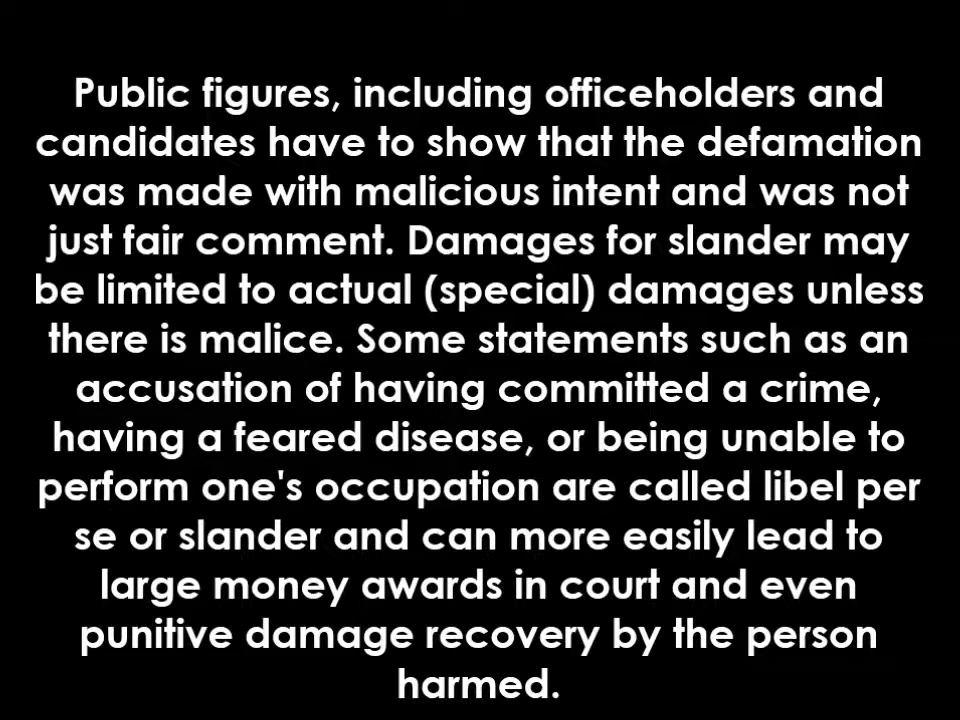 Public figures, including officeholders and
candidates have to show that the defamation
was made with malicious intent and was not
just fair comment. Damages for slander may
be limited to actual (special) damages unless
there is malice. Some statements such as an
accusation of having committed a crime,
having a feared disease, or being unable to
perform one's occupation are called libel per
se or slander and can more easily lead to
large money awards in court and even
punitive damage recovery by the person
harmed.